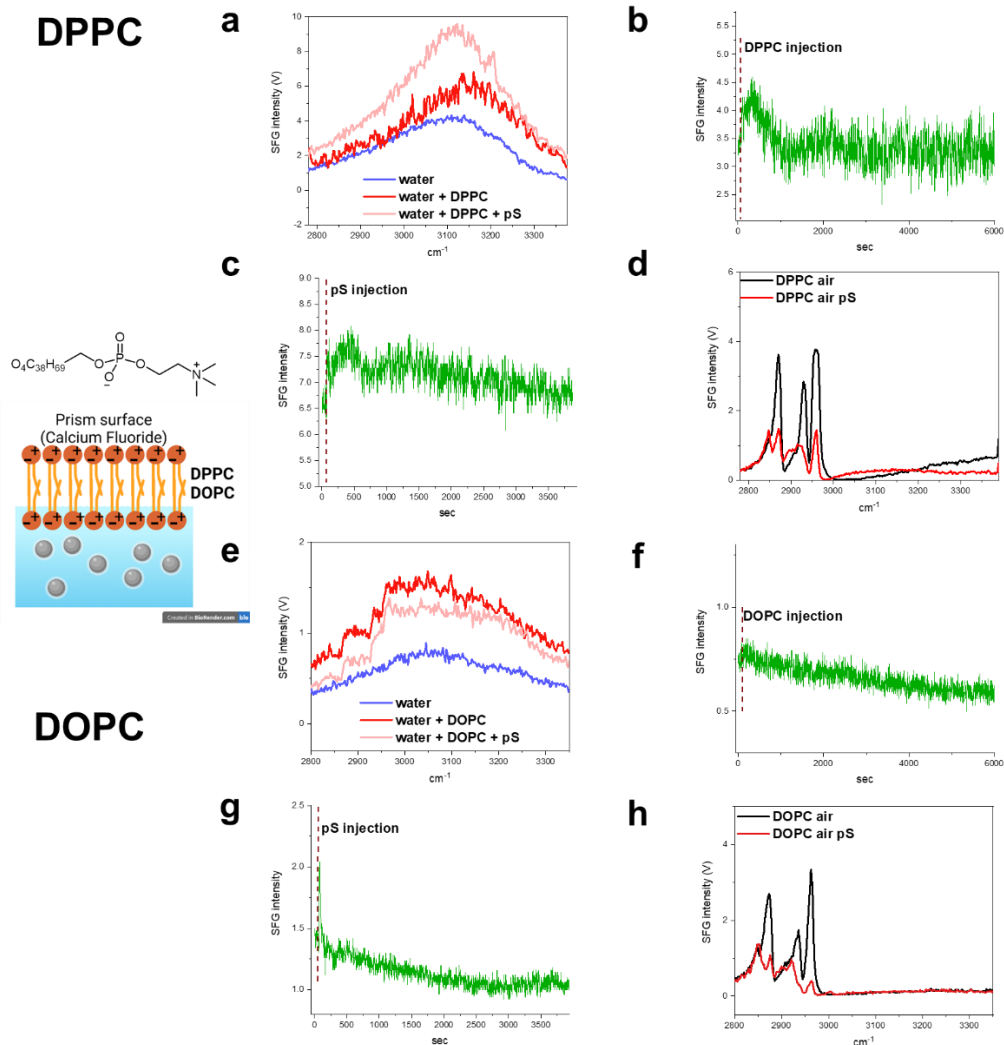 DPPC
a
SFG intensity (V)
10
8
6
4
2
0
-2
water
water + DPPC
water + DPPC + pS
2800 2900 3000 3100 3200 3300
cm⁻¹
b
SFG intensity
5.5
5.0
4.5
4.0
3.5
3.0
2.5
DPPC injection
0 1000 2000 3000 4000 5000 6000
sec
c
SFG intensity
9.0
8.5
8.0
7.5
7.0
6.5
6.0
5.5
5.0
pS injection
0 500 1000 1500 2000 2500 3000 3500
sec
d
SFG intensity (V)
6
4
2
0
DPPC air
DPPC air pS
2800 2900 3000 3100 3200 3300
cm⁻¹
O₄C₃₈H₆₉
O
P
O
O
O⁻
N⁺
Prism surface
(Calcium Fluoride)
DPPC
DOPC
Created in BioRender.com bio
e
SFG intensity (V)
2
1
0
water
water + DOPC
water + DOPC + pS
2800 2900 3000 3100 3200 3300
cm⁻¹
f
SFG intensity
1.0
0.5
DOPC injection
0 2000 4000 6000
sec
DOPC
g
SFG intensity
2.5
2.0
1.5
1.0
pS injection
0 500 1000 1500 2000 2500 3000 3500
sec
h
SFG intensity (V)
4
2
0
DOPC air
DOPC air pS
2800 2900 3000 3100 3200 3300
cm⁻¹